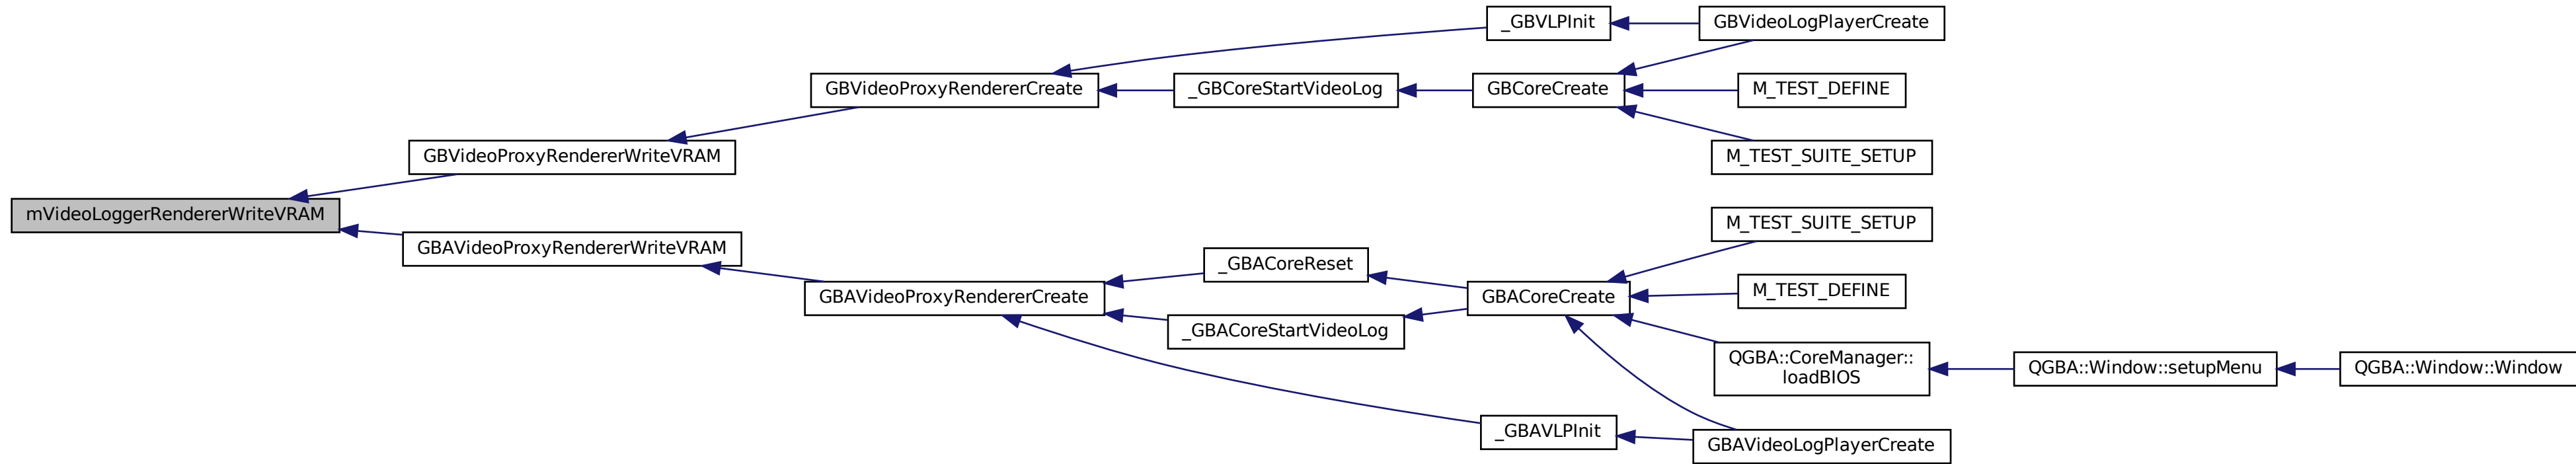 _GBVLPInit
GBVideoLogPlayerCreate
GBVideoProxyRendererCreate
_GBCoreStartVideoLog
GBCoreCreate
M_TEST_DEFINE
GBVideoProxyRendererWriteVRAM
M_TEST_SUITE_SETUP
mVideoLoggerRendererWriteVRAM
M_TEST_SUITE_SETUP
GBAVideoProxyRendererWriteVRAM
_GBACoreReset
GBAVideoProxyRendererCreate
GBACoreCreate
M_TEST_DEFINE
_GBACoreStartVideoLog
QGBA::CoreManager::
loadBIOS
QGBA::Window::setupMenu
QGBA::Window::Window
_GBAVLPInit
GBAVideoLogPlayerCreate